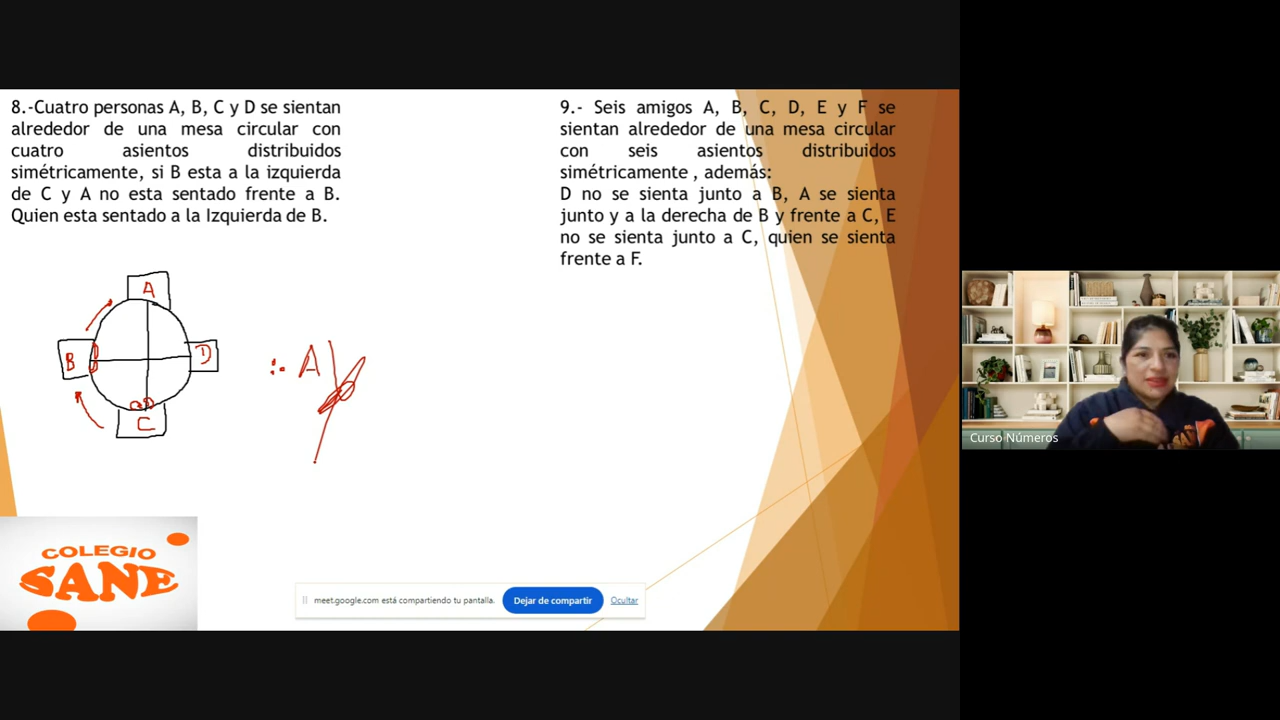 8.-Cuatro personas A, B, C y D se sientan
alrededor de una mesa circular con
cuatro asientos distribuidos
simétricamente, si B esta a la izquierda
de C y A no esta sentado frente a B.
Quien esta sentado a la Izquierda de B.
A
B
D
C
∴ A
9.- Seis amigos A, B, C, D, E y F se
sientan alrededor de una mesa circular
con seis asientos distribuidos
simétricamente , además:
D no se sienta junto a B, A se sienta
junto y a la derecha de B y frente a C, E
no se sienta junto a C, quien se sienta
frente a F.
COLEGIO
SANE
meet.google.com está compartiendo tu pantalla.
Dejar de compartir
Ocultar
Curso Números